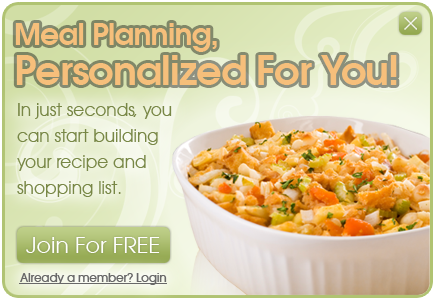 Meal Planning,
Personalized For You!
In just seconds, you
can start building
your recipe and
shopping list.
Join For FREE
Already a member? Login